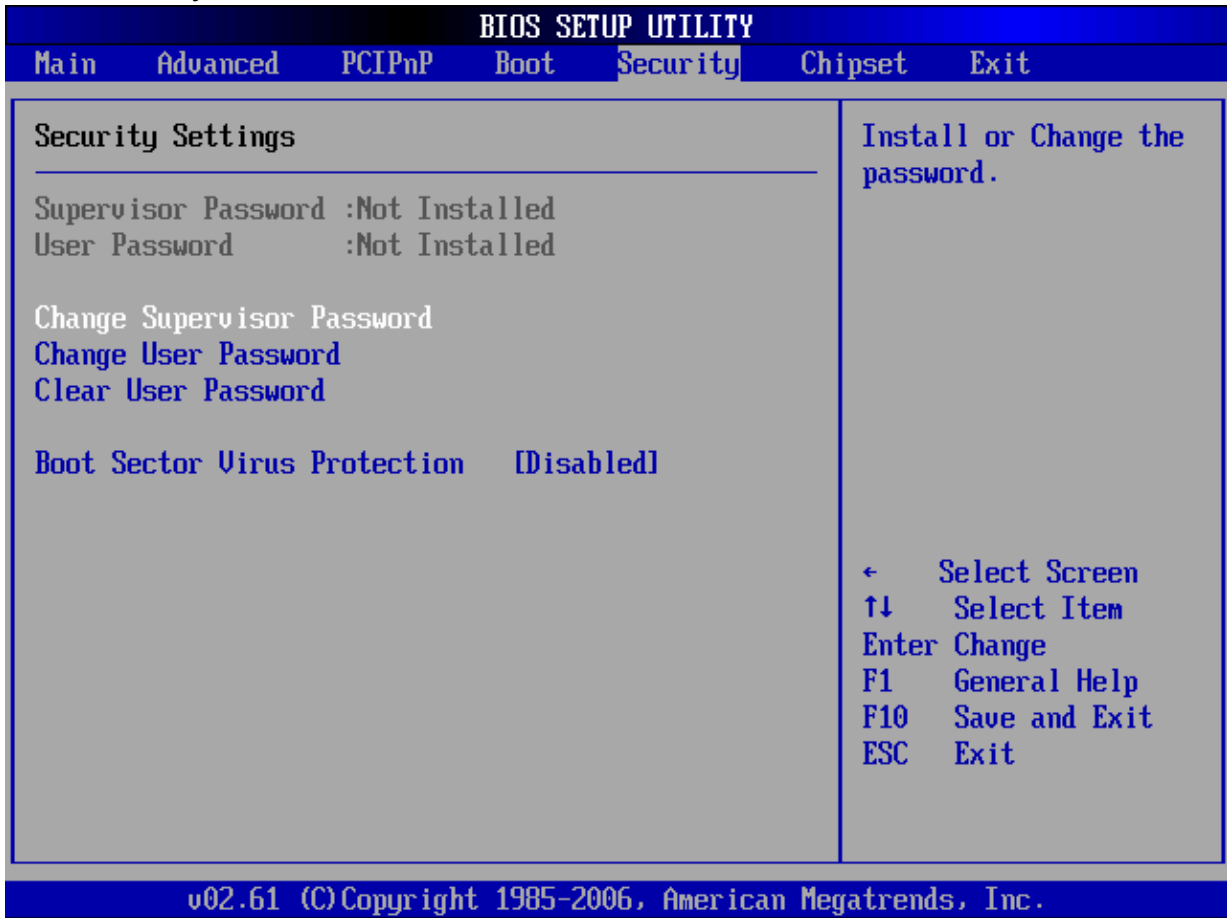 BIOS SETUP UTILITY
Main Advanced PCIPnP Boot Security Chipset Exit
Security Settings
Supervisor Password :Not Installed
User Password :Not Installed
Change Supervisor Password
Change User Password
Clear User Password
Boot Sector Virus Protection [Disabled]
Install or Change the
password.
← Select Screen
↑↓ Select Item
Enter Change
F1 General Help
F10 Save and Exit
ESC Exit
v02.61 (C)Copyright 1985-2006, American Megatrends, Inc.